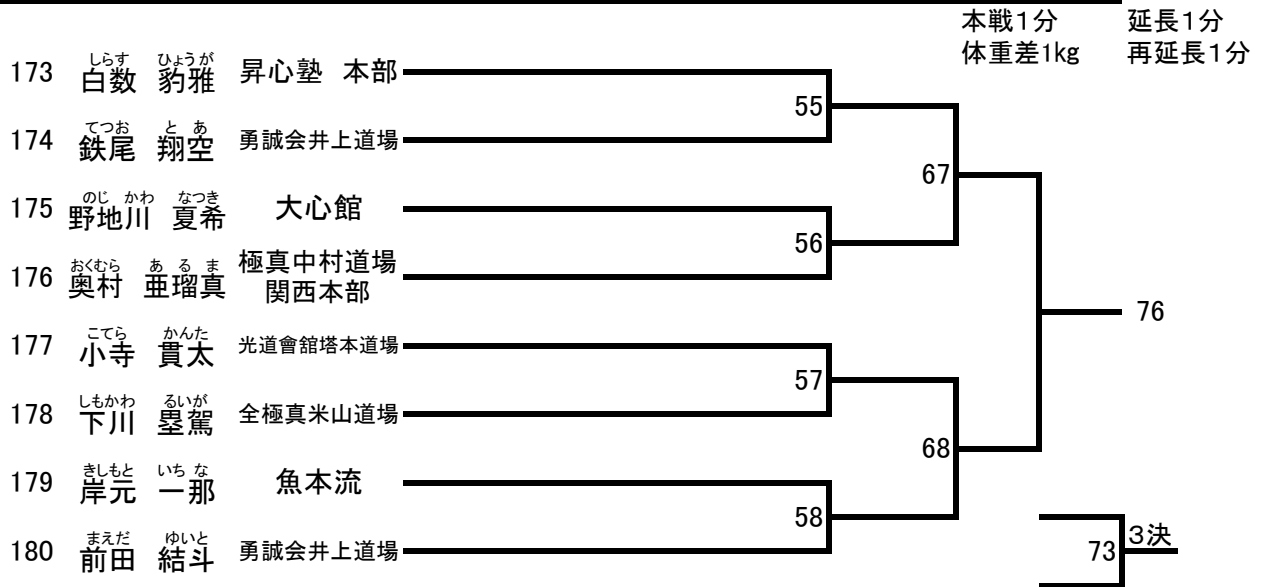 本戦1分 延長1分
体重差1kg 再延長1分
しらす ひょうが
173 白数 豹雅 昇心塾 本部
55
てつお と あ
174 鉄尾 翔空 勇誠会井上道場
67
のじ かわ なつき
175 野地川 夏希 大心館
56
おくむら あ る ま
176 奥村 亜瑠真 極真中村道場
関西本部
76
こてら かんた
177 小寺 貫太 光道會舘塔本道場
57
しもかわ るいが
178 下川 塁駕 全極真米山道場
68
きしもと いち な
179 岸元 一那 魚本流
58
まえだ ゆいと
180 前田 結斗 勇誠会井上道場
73 3決